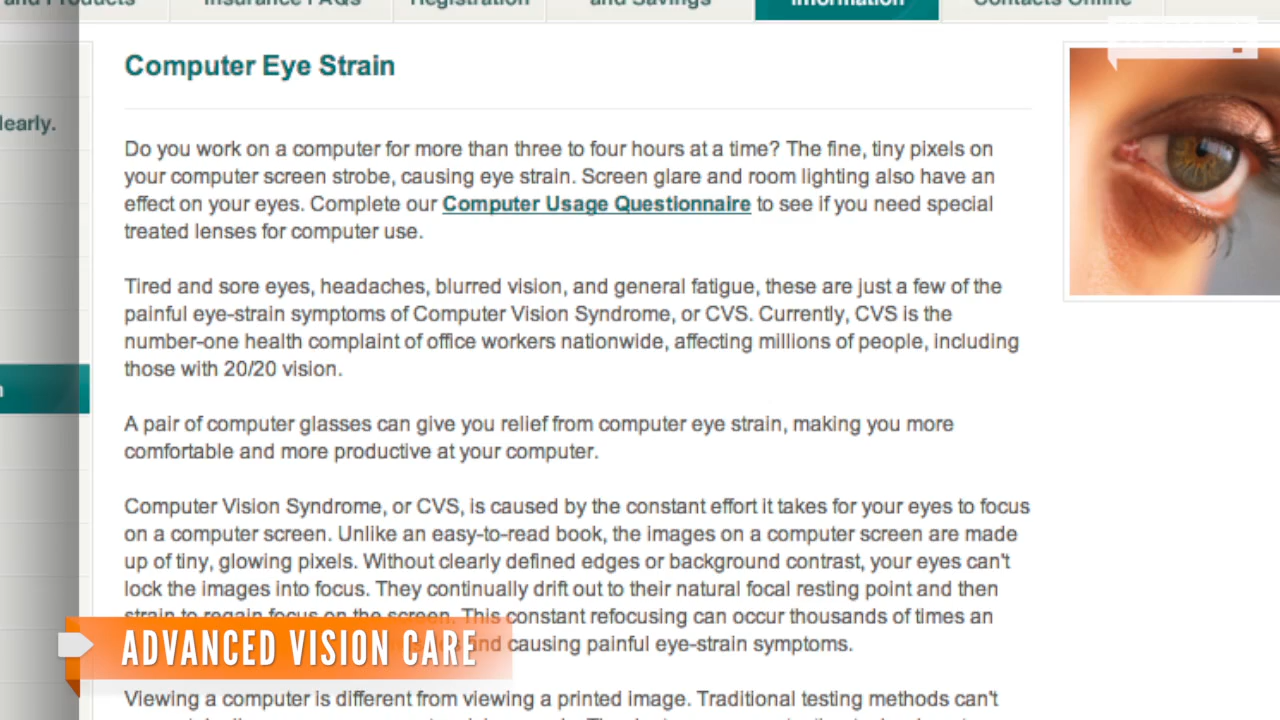 and Products Insurance FAQs Registration and Savings Information Contacts Online
learly.
Computer Eye Strain
Do you work on a computer for more than three to four hours at a time? The fine, tiny pixels on
your computer screen strobe, causing eye strain. Screen glare and room lighting also have an
effect on your eyes. Complete our Computer Usage Questionnaire to see if you need special
treated lenses for computer use.
Tired and sore eyes, headaches, blurred vision, and general fatigue, these are just a few of the
painful eye-strain symptoms of Computer Vision Syndrome, or CVS. Currently, CVS is the
number-one health complaint of office workers nationwide, affecting millions of people, including
those with 20/20 vision.
A pair of computer glasses can give you relief from computer eye strain, making you more
comfortable and more productive at your computer.
Computer Vision Syndrome, or CVS, is caused by the constant effort it takes for your eyes to focus
on a computer screen. Unlike an easy-to-read book, the images on a computer screen are made
up of tiny, glowing pixels. Without clearly defined edges or background contrast, your eyes can't
lock the images into focus. They continually drift out to their natural focal resting point and then
strain to regain focus on the screen. This constant refocusing can occur thousands of times an
and causing painful eye-strain symptoms.
ADVANCED VISION CARE
Viewing a computer is different from viewing a printed image. Traditional testing methods can't